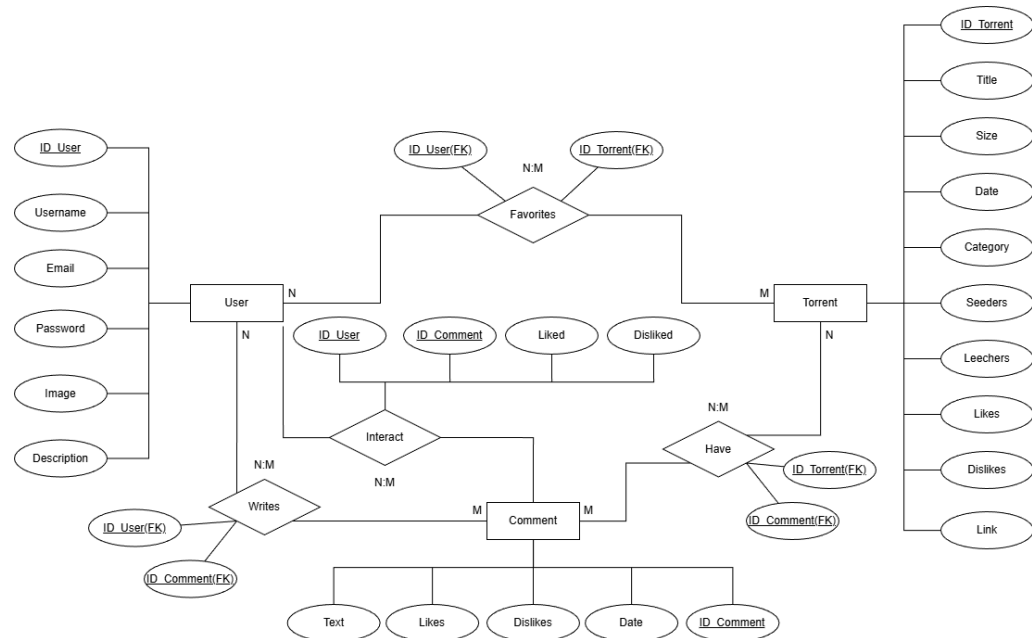 ID_Torrent
Title
Size
ID_User
ID_User(FK)
ID_Torrent(FK)
N:M
Date
Username
Favorites
Category
Email
User
N
M
Torrent
Seeders
Password
N
ID_User
ID_Comment
Liked
Disliked
N
Leechers
Image
Likes
N:M
Interact
Have
Description
N:M
N:M
ID_Torrent(FK)
Dislikes
Writes
M
Comment
M
ID_User(FK)
ID_Comment(FK)
Link
ID_Comment(FK)
Text
Likes
Dislikes
Date
ID_Comment